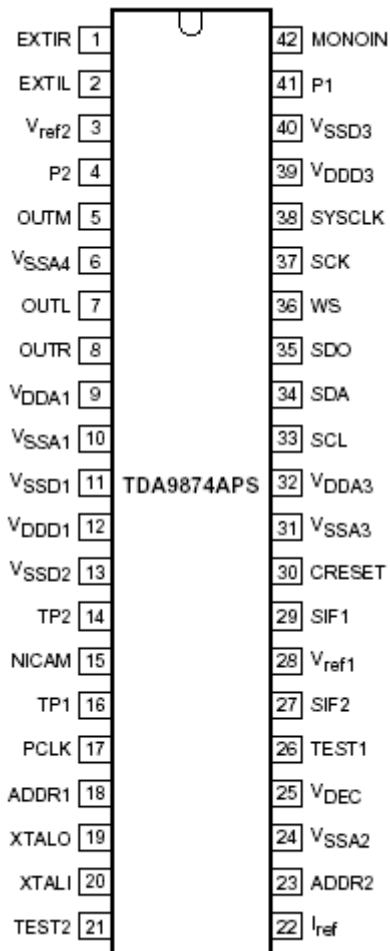 EXTIR 1 42 MONOIN
EXTIL 2 41 P1
Vref2 3 40 VSSD3
P2 4 39 VDDD3
OUTM 5 38 SYSCLK
VSSA4 6 37 SCK
OUTL 7 36 WS
OUTR 8 35 SDO
VDDA1 9 34 SDA
VSSA1 10 33 SCL
VSSD1 11 TDA9874APS 32 VDDA3
VDDD1 12 31 VSSA3
VSSD2 13 30 CRESET
TP2 14 29 SIF1
NICAM 15 28 Vref1
TP1 16 27 SIF2
PCLK 17 26 TEST1
ADDR1 18 25 VDEC
XTALO 19 24 VSSA2
XTALI 20 23 ADDR2
TEST2 21 22 Iref